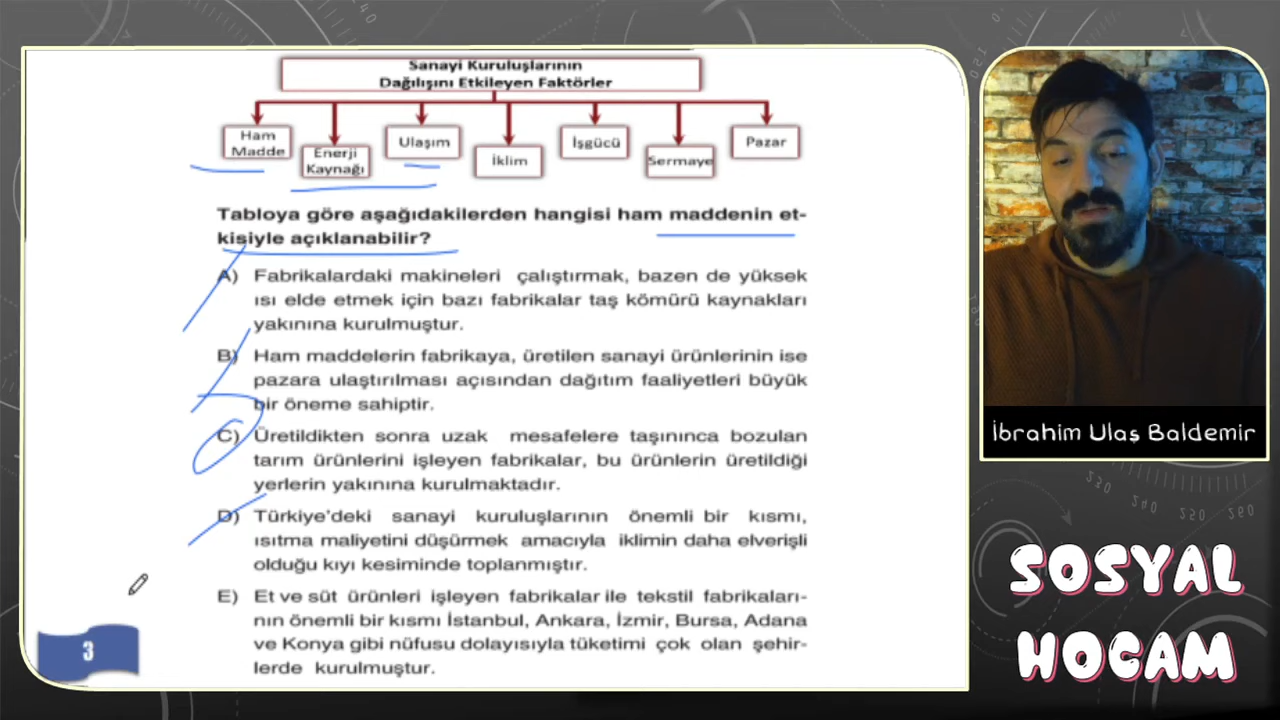 Sanayi Kuruluşlarının
Dağılışını Etkileyen Faktörler
Ham
Madde
Enerji
Kaynağı
Ulaşım
İklim
İşgücü
Sermaye
Pazar
Tabloya göre aşağıdakilerden hangisi ham maddenin et-
kisiyle açıklanabilir?
A) Fabrikalardaki makineleri çalıştırmak, bazen de yüksek
ısı elde etmek için bazı fabrikalar taş kömürü kaynakları
yakınına kurulmuştur.
B) Ham maddelerin fabrikaya, üretilen sanayi ürünlerinin ise
pazara ulaştırılması açısından dağıtım faaliyetleri büyük
bir öneme sahiptir.
C) Üretildikten sonra uzak mesafelere taşınınca bozulan
tarım ürünlerini işleyen fabrikalar, bu ürünlerin üretildiği
yerlerin yakınına kurulmaktadır.
D) Türkiye'deki sanayi kuruluşlarının önemli bir kısmı,
ısıtma maliyetini düşürmek amacıyla iklimin daha elverişli
olduğu kıyı kesiminde toplanmıştır.
E) Et ve süt ürünleri işleyen fabrikalar ile tekstil fabrikaları-
nın önemli bir kısmı İstanbul, Ankara, İzmir, Bursa, Adana
ve Konya gibi nüfusu dolayısıyla tüketimi çok olan şehir-
lerde kurulmuştur.
3
İbrahim Ulaş Baldemir
SOSYAL
HOCAM
230 240 250 260